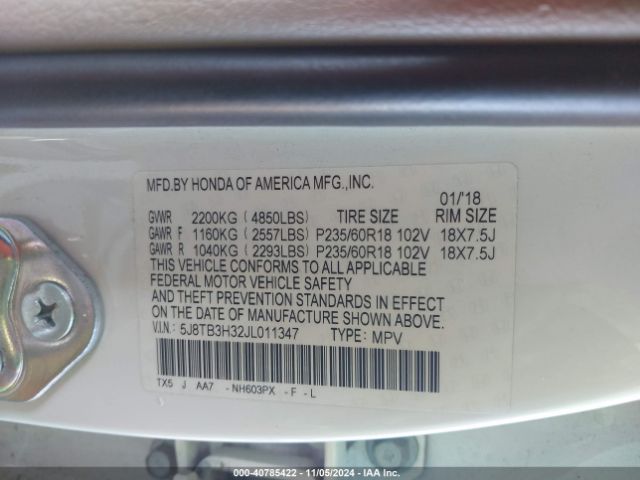 MFD.BY HONDA OF AMERICA MFG.,INC.
01/'18
GVWR 2200KG ( 4850LBS) TIRE SIZE RIM SIZE
GAWR F 1160KG ( 2557LBS) P235/60R18 102V 18X7.5J
GAWR R 1040KG ( 2293LBS) P235/60R18 102V 18X7.5J
THIS VEHICLE CONFORMS TO ALL APPLICABLE
FEDERAL MOTOR VEHICLE SAFETY
AND THEFT PREVENTION STANDARDS IN EFFECT
ON THE DATE OF MANUFACTURE SHOWN ABOVE.
V.I.N.: 5J8TB3H32JL011347 TYPE: MPV
TX5 J AA7 -NH603PX -F -L
000-40785422 - 11/05/2024 - IAA Inc.